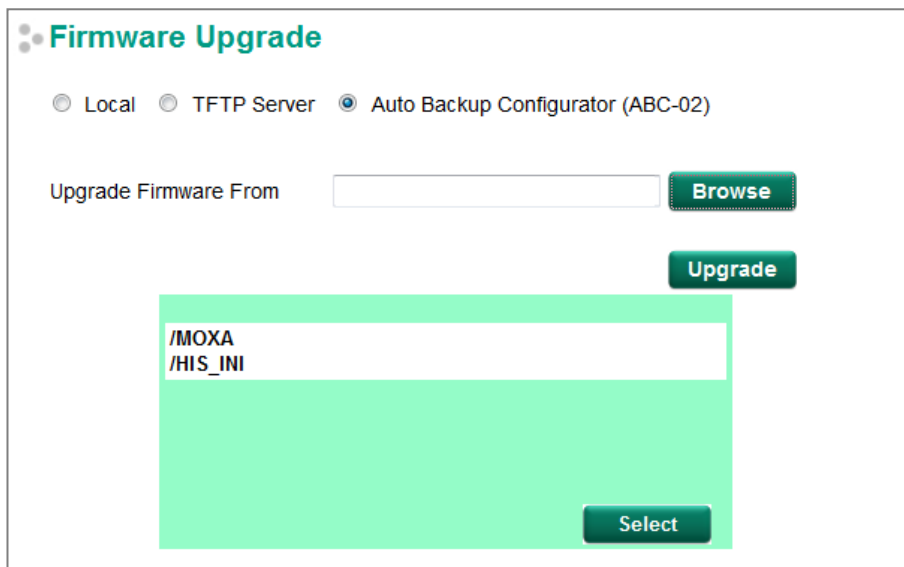 Firmware Upgrade
Local TFTP Server Auto Backup Configurator (ABC-02)
Upgrade Firmware From Browse
Upgrade
/MOXA
/HIS_INI
Select